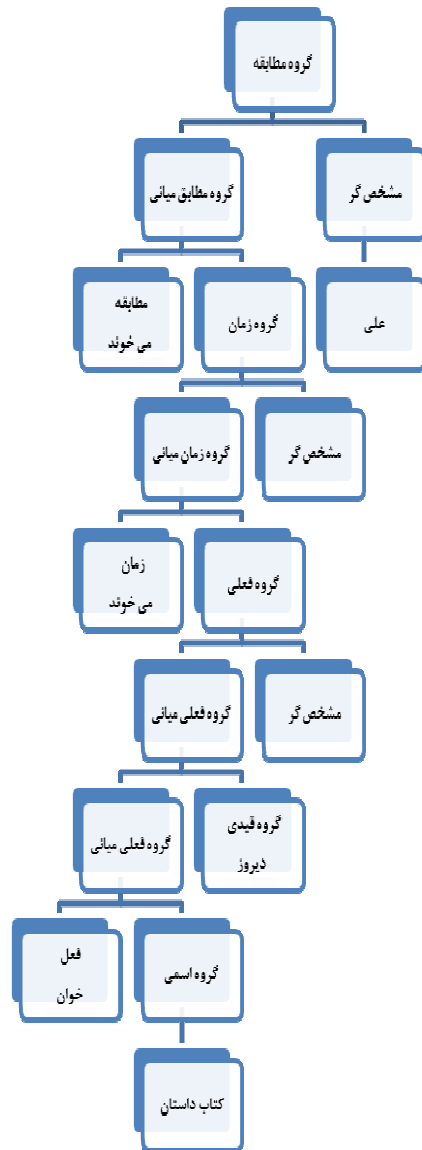 گروه مطابقه
مشخص گر
گروه مطابق میانی
علی
گروه زمان
مطابقه
می خوند
مشخص گر
گروه زمان میانی
گروه فعلی
زمان
می خوند
مشخص گر
گروه فعلی میانی
گروه قیدی
دیروز
گروه فعلی میانی
گروه اسمی
فعل
خوان
کتاب داستان